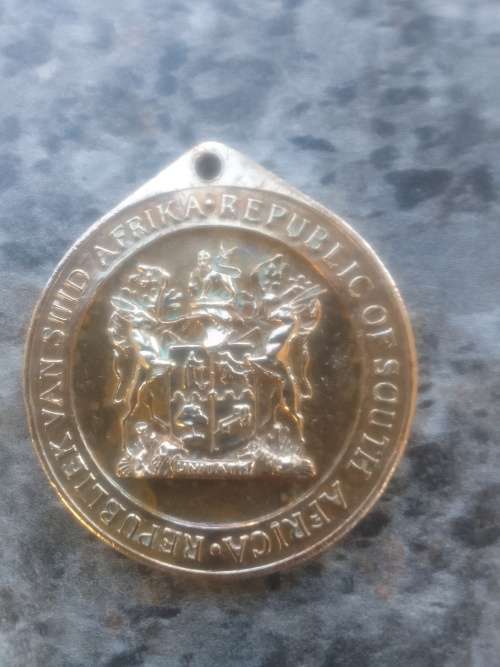 REPUBLIEK VAN SUID AFRIKA · REPUBLIC OF SOUTH AFRICA ·